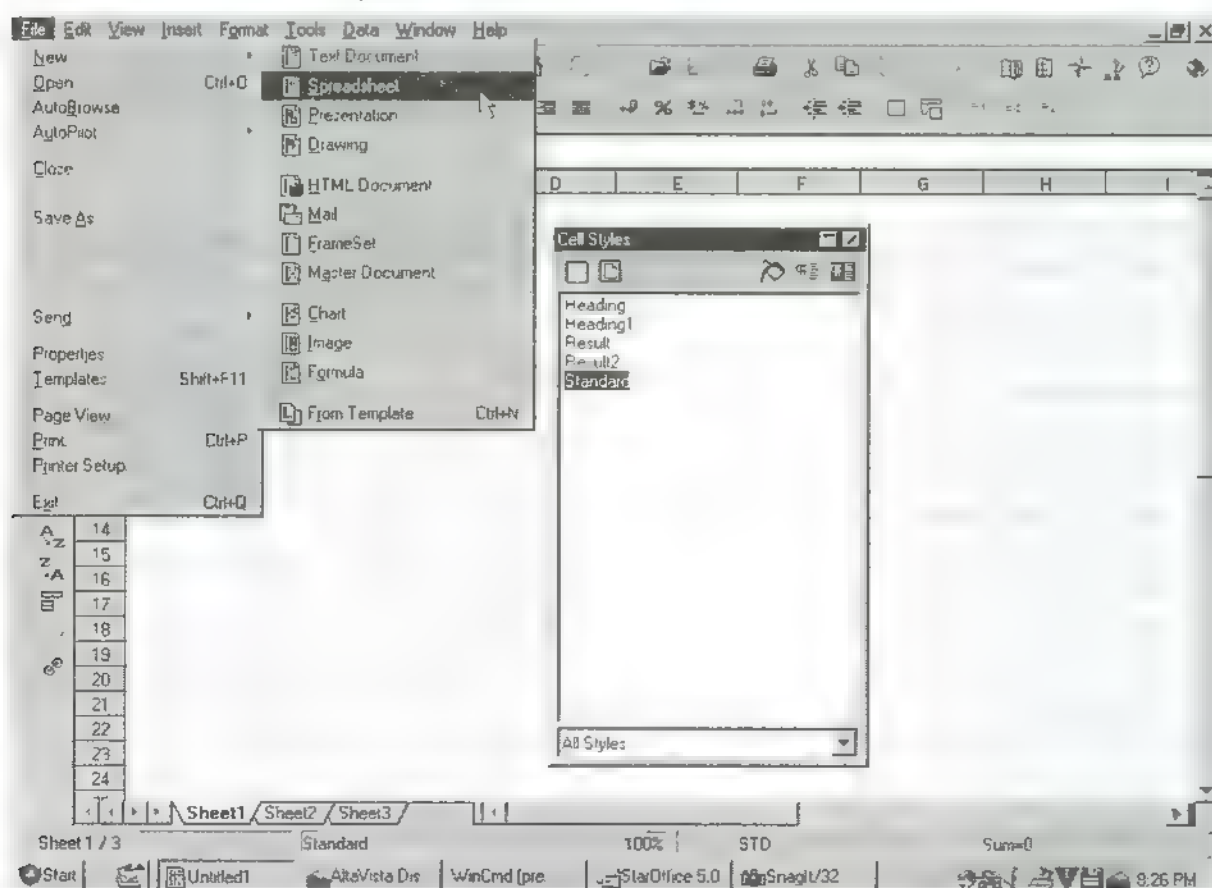 File Edit View Insert Format Tools Data Window Help
New
Open Ctrl+O
AutoBrowse
AutoPilot
Close
Save As
Send
Properties
Templates Shift+F11
Page View
Print Ctrl+P
Printer Setup
Exit Ctrl+Q
Text Document
Spreadsheet
Presentation
Drawing
HTML Document
Mail
FrameSet
Master Document
Chart
Image
Formula
From Template Ctrl+N
D E F G H I
Cell Styles
Heading
Heading1
Result
Result2
Standard
All Styles
14
15
16
17
18
19
20
21
22
23
24
Sheet1 Sheet2 Sheet3
Sheet 1 / 3 Standard 100% STD Sum=0
Start Untitled1 AltaVista Dis WinCmd (pre StarOffice 5.0 SnagIt/32 9:26 PM